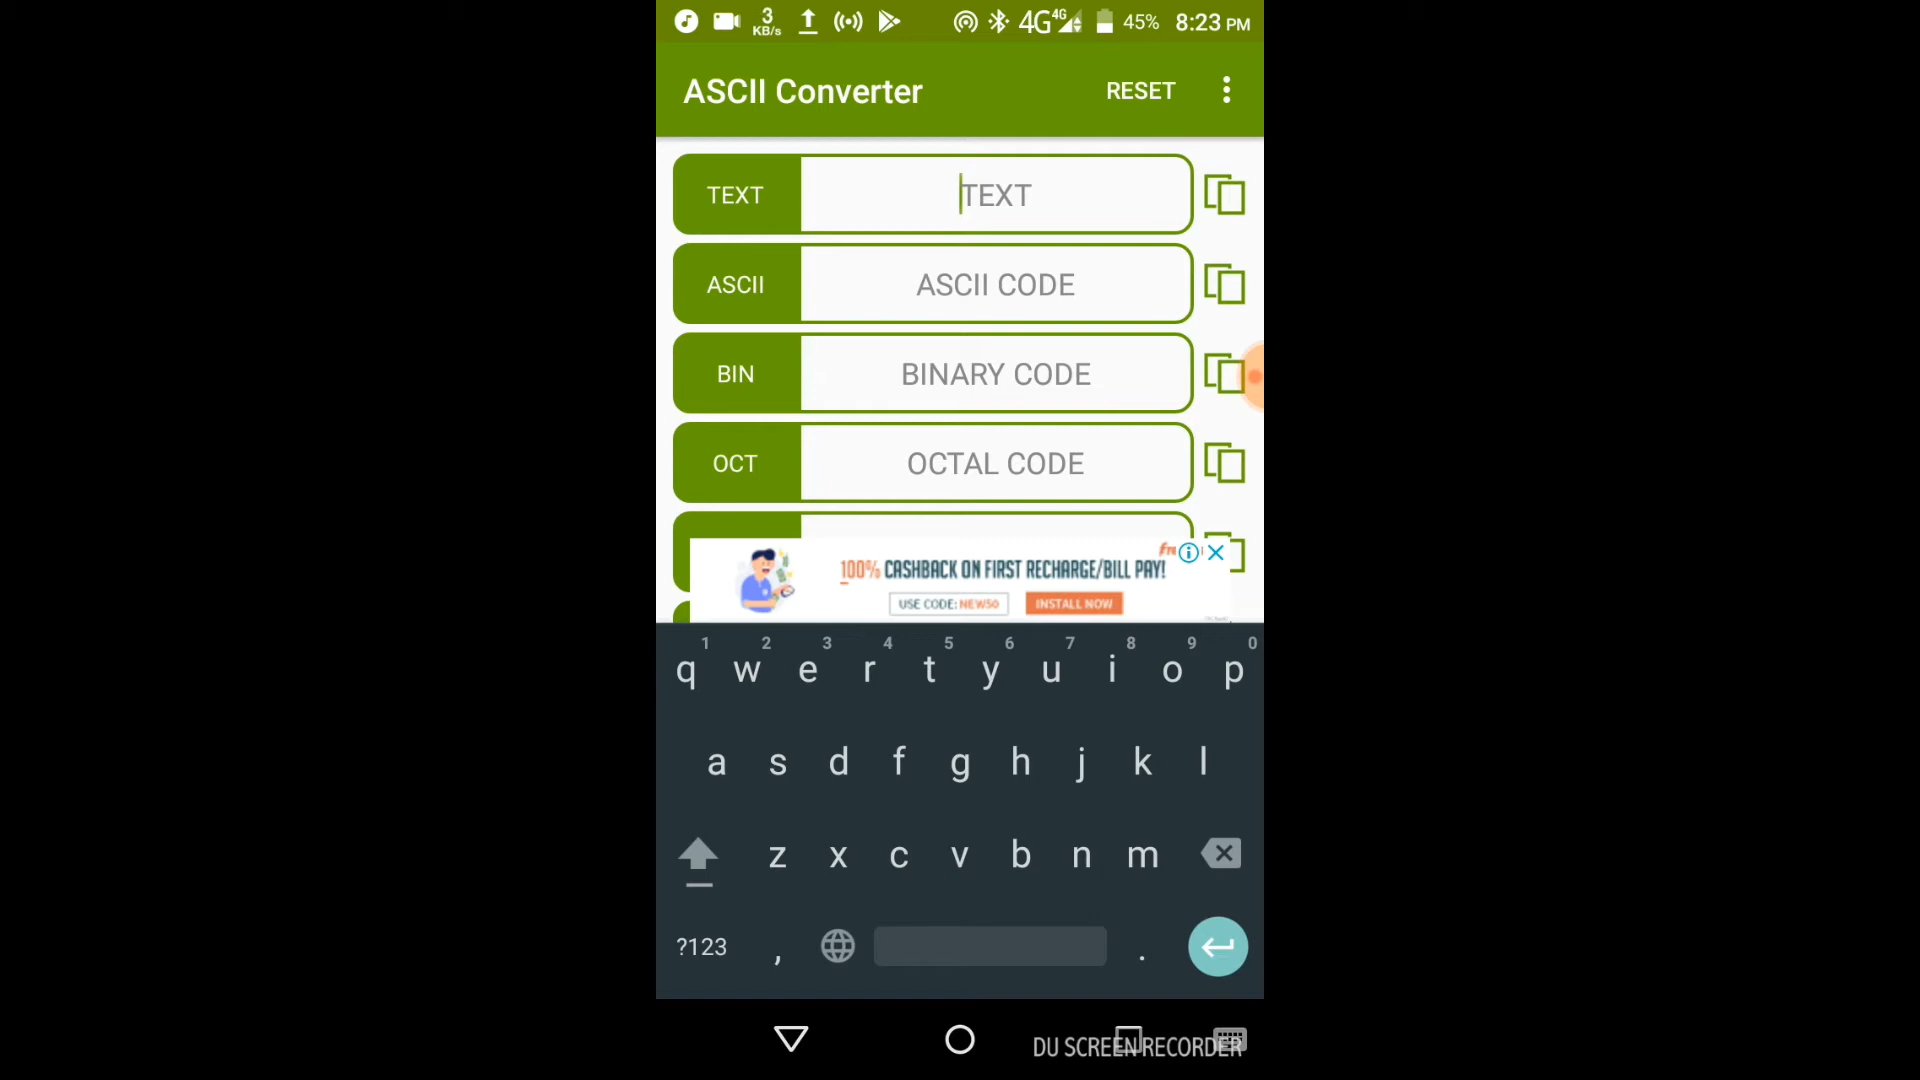 3
KB/s
4G 4G 45% 8:23 PM
ASCII Converter
RESET
TEXT
TEXT
ASCII
ASCII CODE
BIN
BINARY CODE
OCT
OCTAL CODE
100% CASHBACK ON FIRST RECHARGE/BILL PAY!
USE CODE: NEW50
INSTALL NOW
1 2 3 4 5 6 7 8 9 0
q w e r t y u i o p
a s d f g h j k l
z x c v b n m
?123 , .
DU SCREEN RECORDER